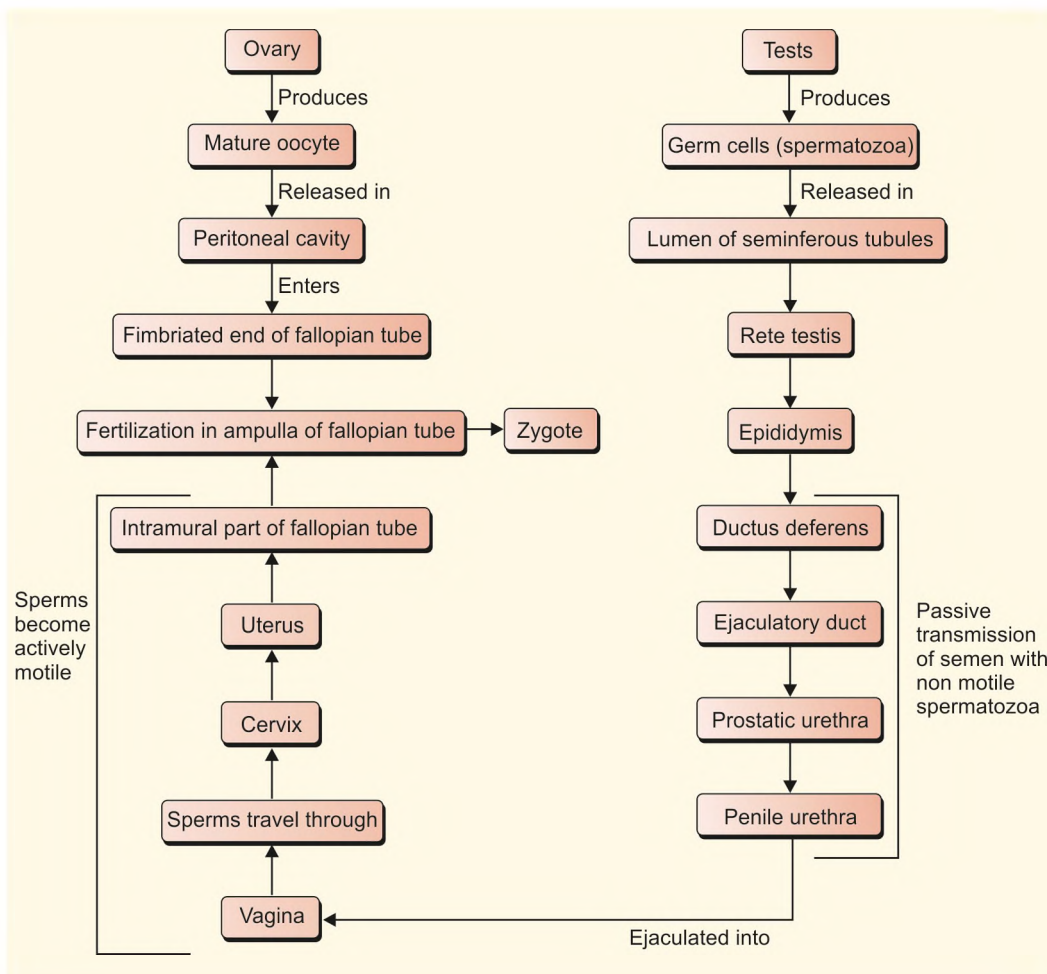 Ovary
Produces
Mature oocyte
Released in
Peritoneal cavity
Enters
Fimbriated end of fallopian tube
Fertilization in ampulla of fallopian tube
Zygote
Intramural part of fallopian tube
Uterus
Cervix
Sperms travel through
Vagina
Sperms
become
actively
motile
Tests
Produces
Germ cells (spermatozoa)
Released in
Lumen of seminferous tubules
Rete testis
Epididymis
Ductus deferens
Ejaculatory duct
Prostatic urethra
Penile urethra
Passive
transmission
of semen with
non motile
spermatozoa
Ejaculated into